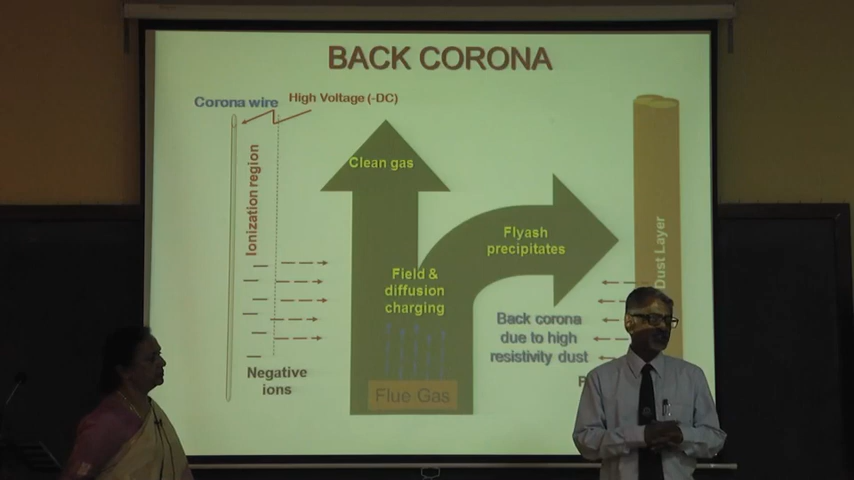 BACK CORONA
Corona wire
High Voltage (-DC)
Ionization region
Clean gas
Flyash
precipitates
Field &
diffusion
charging
Dust Layer
Back corona
due to high
resistivity dust
Negative
ions
Flue Gas